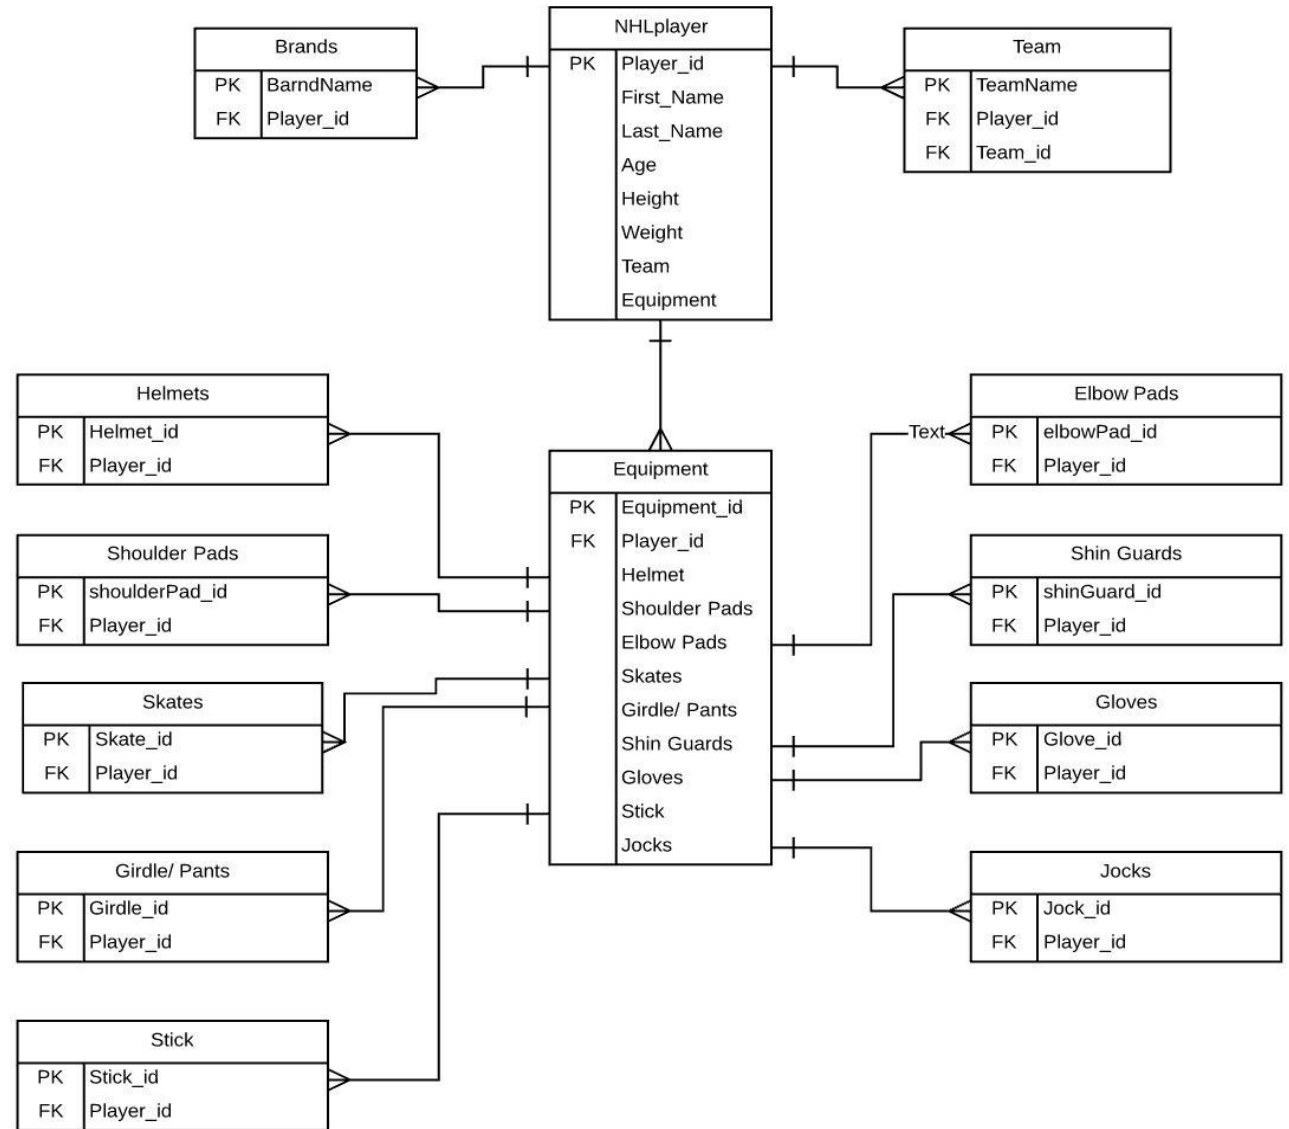 Brands
PK BarndName
FK Player_id
NHLplayer
PK Player_id
First_Name
Last_Name
Age
Height
Weight
Team
Equipment
Team
PK TeamName
FK Player_id
FK Team_id
Helmets
PK Helmet_id
FK Player_id
Shoulder Pads
PK shoulderPad_id
FK Player_id
Skates
PK Skate_id
FK Player_id
Girdle/ Pants
PK Girdle_id
FK Player_id
Stick
PK Stick_id
FK Player_id
Equipment
PK Equipment_id
FK Player_id
Helmet
Shoulder Pads
Elbow Pads
Skates
Girdle/ Pants
Shin Guards
Gloves
Stick
Jocks
Text
Elbow Pads
PK elbowPad_id
FK Player_id
Shin Guards
PK shinGuard_id
FK Player_id
Gloves
PK Glove_id
FK Player_id
Jocks
PK Jock_id
FK Player_id